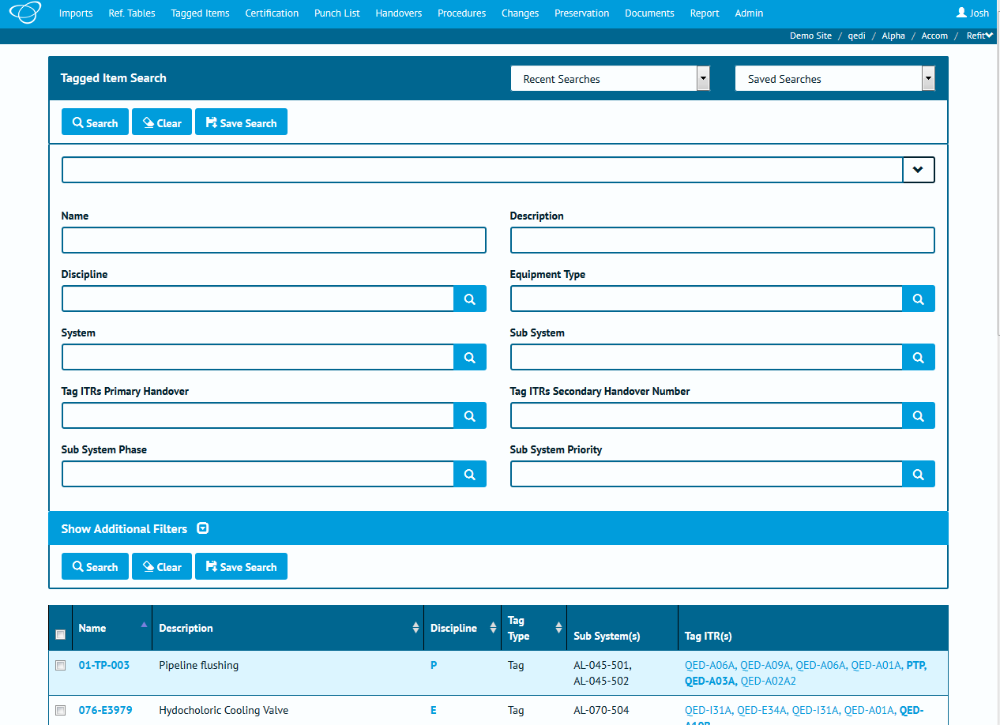 Imports Ref. Tables Tagged Items Certification Punch List Handovers Procedures Changes Preservation Documents Report Admin Josh
Demo Site / qedi / Alpha / Accom / Refit
Tagged Item Search Recent Searches Saved Searches
Search Clear Save Search
Name Description
Discipline Equipment Type
System Sub System
Tag ITRs Primary Handover Tag ITRs Secondary Handover Number
Sub System Phase Sub System Priority
Show Additional Filters
Search Clear Save Search
Name Description Discipline Tag Type Sub System(s) Tag ITR(s)
01-TP-003 Pipeline flushing P Tag AL-045-501, QED-A06A, QED-A09A, QED-A06A, QED-A01A, PTP,
AL-045-502 QED-A03A, QED-A02A2
076-E3979 Hydocholoric Cooling Valve E Tag AL-070-504 QED-I31A, QED-E34A, QED-I31A, QED-A01A, QED-